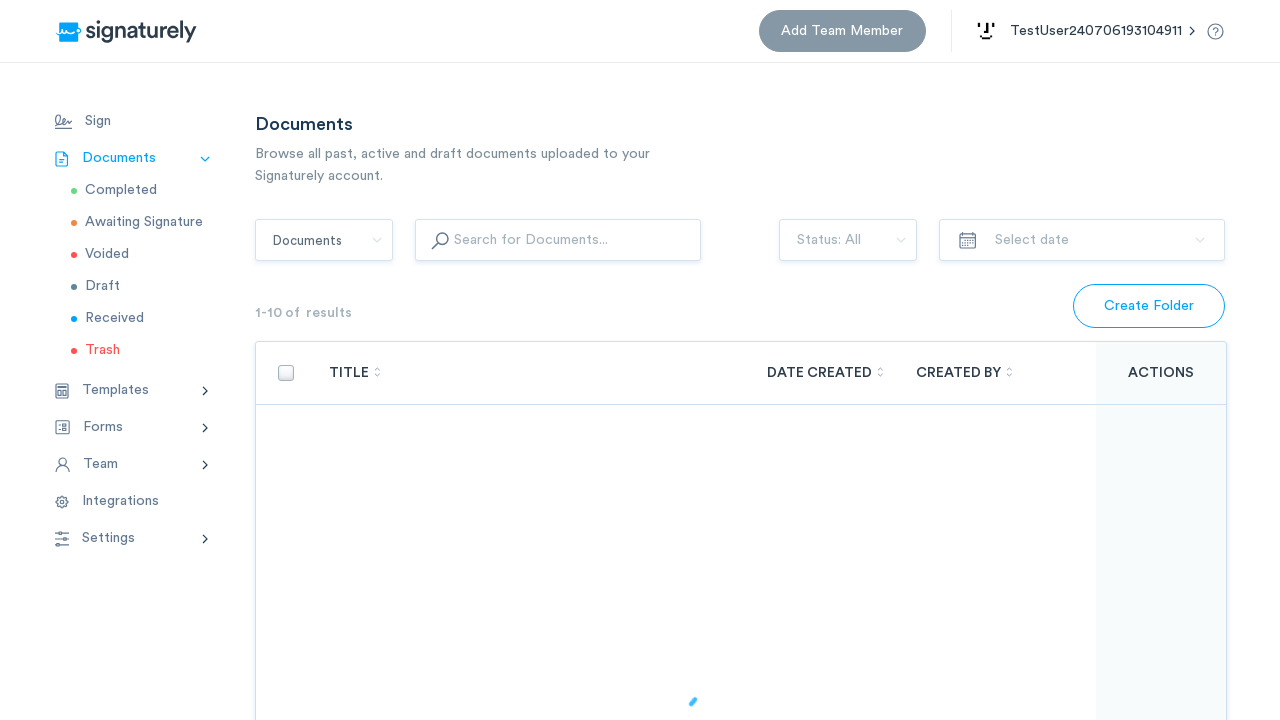 signaturely
Add Team Member
TestUser240706193104911
Sign
Documents
Completed
Awaiting Signature
Voided
Draft
Received
Trash
Templates
Forms
Team
Integrations
Settings
Documents
Browse all past, active and draft documents uploaded to your
Signaturely account.
Documents
Search for Documents...
Status: All
Select date
1-10 of results
Create Folder
TITLE
DATE CREATED
CREATED BY
ACTIONS